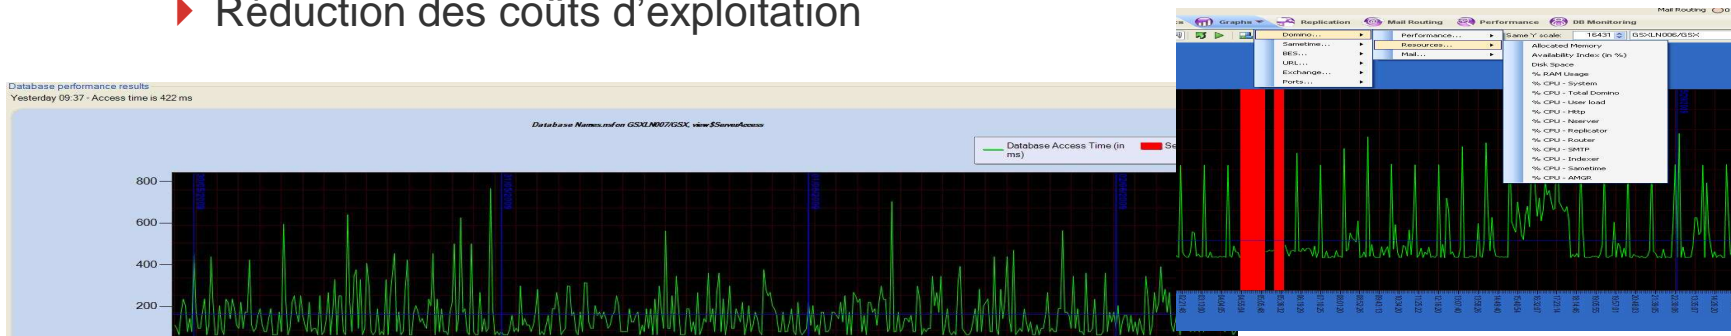 Réduction des coûts d'exploitation
Mail Routing
Graphs Replication Mail Routing Performance DB Monitoring
Same 'Y' scale: 16431 GSXLN006/GSX
Domino...
Sametime...
BES...
URL...
Exchange...
Ports...
Performance...
Resources...
Mail...
Allocated Memory
Availability Index (in %)
Disk Space
% RAM Usage
% CPU - System
% CPU - Total Domino
% CPU - User load
% CPU - Http
% CPU - Nserver
% CPU - Replicator
% CPU - Router
% CPU - SMTP
% CPU - Indexer
% CPU - Sametime
% CPU - AMGR
Database performance results
Yesterday 09:37 - Access time is 422 ms
Database Names.nsf on GSXLN007/GSX, view $ServerAccess
Database Access Time (in ms)
Se
800
600
400
200